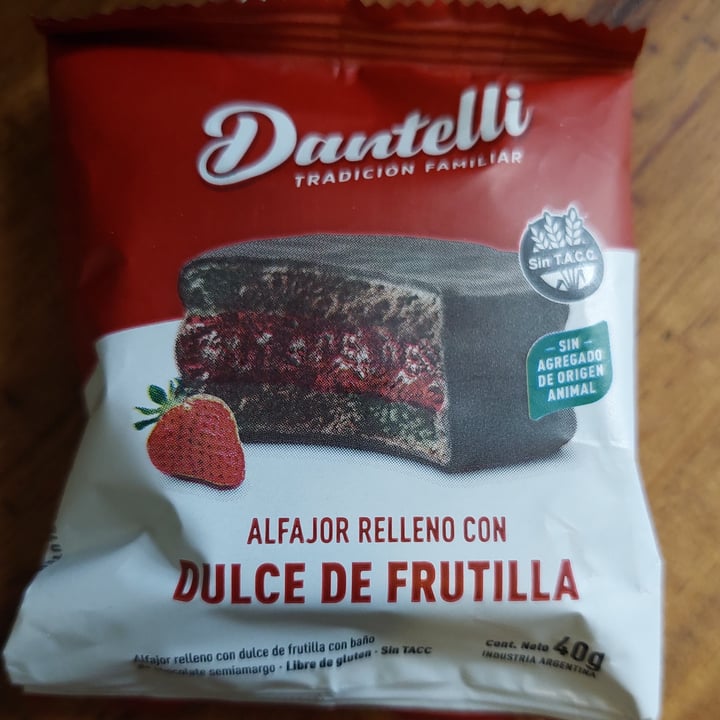 Dantelli
TRADICION FAMILIAR
Sin T.A.C.C.
SIN
AGREGADO
DE ORIGEN
ANIMAL
ALFAJOR RELLENO CON
DULCE DE FRUTILLA
Alfajor relleno con dulce de frutilla con baño
de chocolate semiamargo · Libre de gluten · Sin TACC
Cont. Neto 40g
INDUSTRIA ARGENTINA